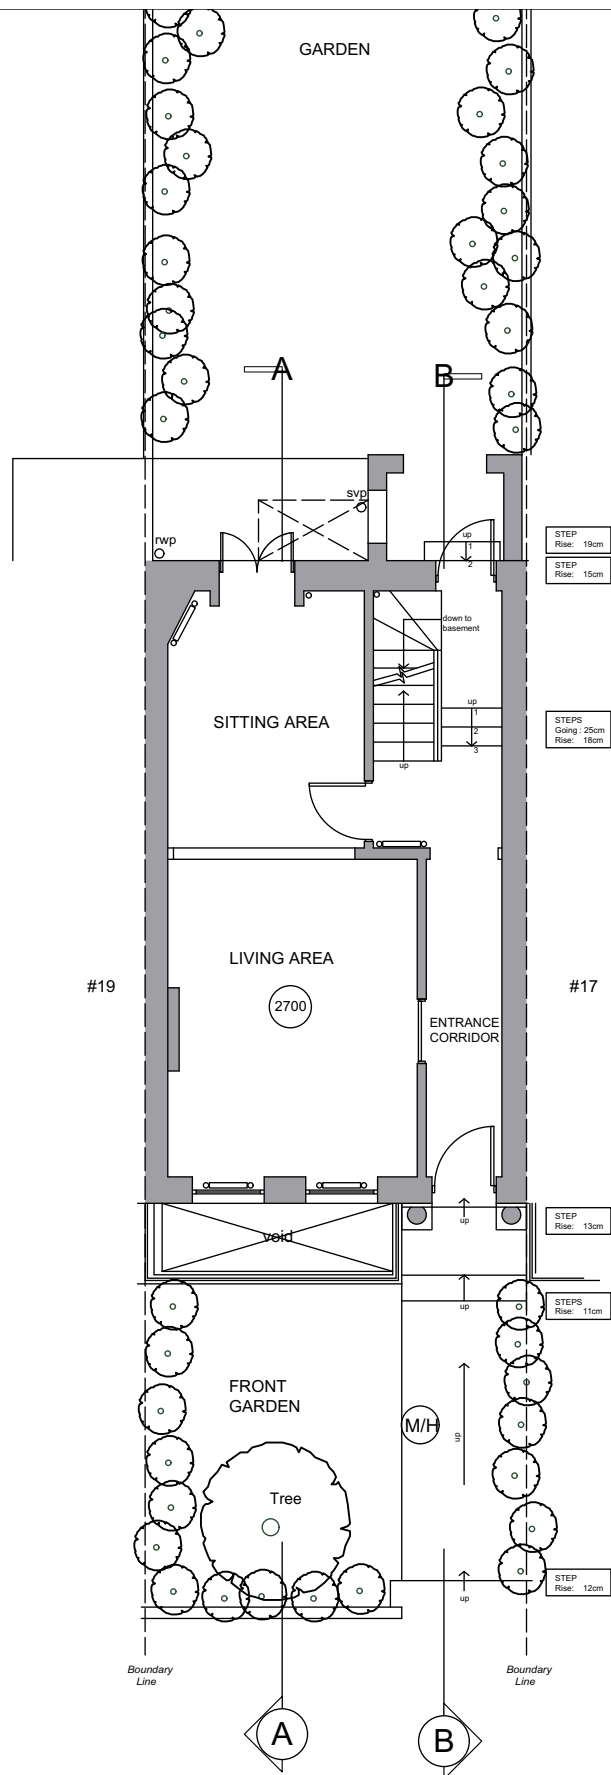 GARDEN
A
B
svp
rwp
up
1
2
STEP
Rise: 19cm
STEP
Rise: 15cm
down to
basement
SITTING AREA
up
1
2
3
STEPS
Going : 25cm
Rise: 18cm
up
LIVING AREA
2700
#19
#17
ENTRANCE
CORRIDOR
up
STEP
Rise: 13cm
void
up
STEPS
Rise: 11cm
FRONT
GARDEN
M/H
up
Tree
up
STEP
Rise: 12cm
Boundary
Line
Boundary
Line
A
B